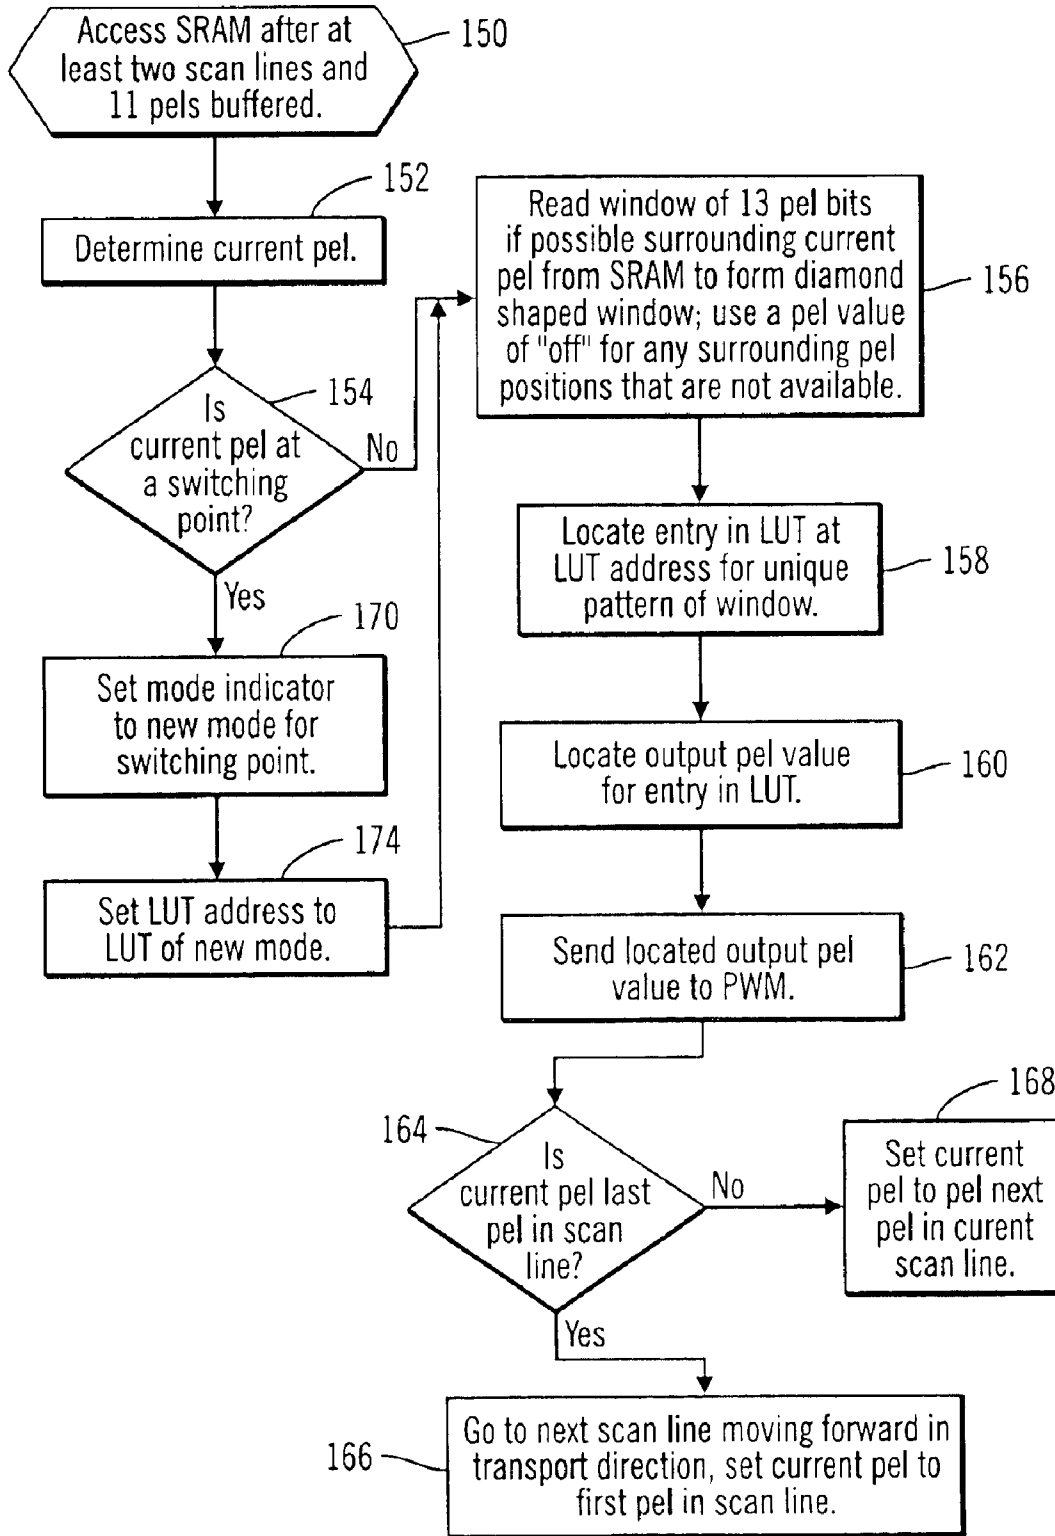 Access SRAM after at
least two scan lines and
11 pels buffered.
150
152
Determine current pel.
154
Is
current pel at
a switching
point?
No
Yes
170
Set mode indicator
to new mode for
switching point.
174
Set LUT address to
LUT of new mode.
Read window of 13 pel bits
if possible surrounding current
pel from SRAM to form diamond
shaped window; use a pel value
of "off" for any surrounding pel
positions that are not available.
156
Locate entry in LUT at
LUT address for unique
pattern of window.
158
Locate output pel value
for entry in LUT.
160
Send located output pel
value to PWM.
162
164
Is
current pel last
pel in scan
line?
No
Yes
168
Set current
pel to pel next
pel in curent
scan line.
Go to next scan line moving forward in
transport direction, set current pel to
first pel in scan line.
166